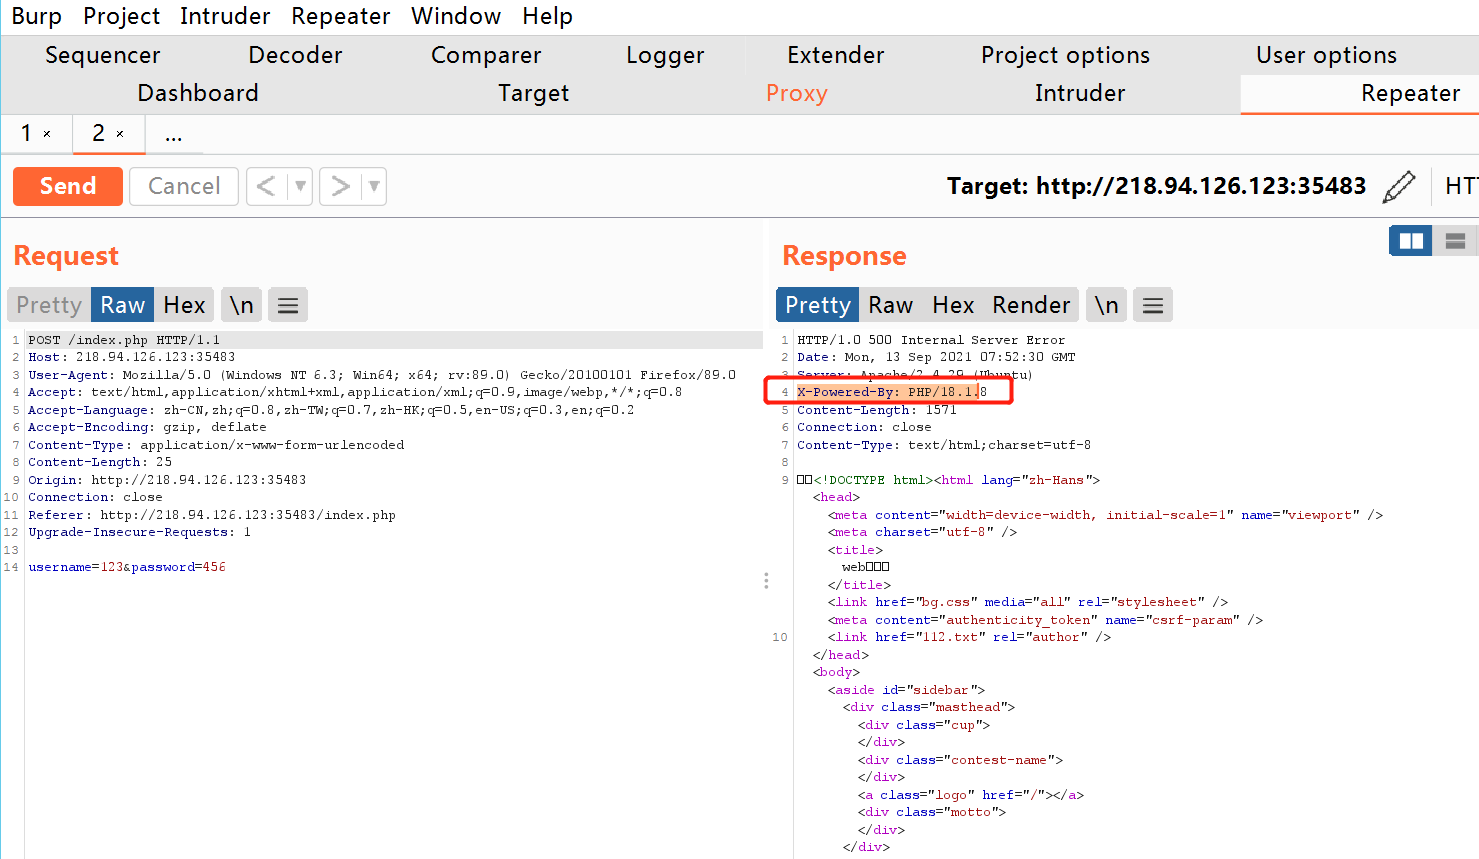 Burp Project Intruder Repeater Window Help
Sequencer Decoder Comparer Logger Extender Project options User options
Dashboard Target Proxy Intruder Repeater
1 × 2 × ...
Send Cancel < ▼ > ▼ Target: http://218.94.126.123:35483 HT
Request
Pretty Raw Hex \n
1 POST /index.php HTTP/1.1
2 Host: 218.94.126.123:35483
3 User-Agent: Mozilla/5.0 (Windows NT 6.3; Win64; x64; rv:89.0) Gecko/20100101 Firefox/89.0
4 Accept: text/html,application/xhtml+xml,application/xml;q=0.9,image/webp,*/*;q=0.8
5 Accept-Language: zh-CN,zh;q=0.8,zh-TW;q=0.7,zh-HK;q=0.5,en-US;q=0.3,en;q=0.2
6 Accept-Encoding: gzip, deflate
7 Content-Type: application/x-www-form-urlencoded
8 Content-Length: 25
9 Origin: http://218.94.126.123:35483
10 Connection: close
11 Referer: http://218.94.126.123:35483/index.php
12 Upgrade-Insecure-Requests: 1
13
14 username=123&password=456
Response
Pretty Raw Hex Render \n
1 HTTP/1.0 500 Internal Server Error
2 Date: Mon, 13 Sep 2021 07:52:30 GMT
3 Server: Apache/2.4.29 (Ubuntu)
4 X-Powered-By: PHP/18.1.8
5 Content-Length: 1571
6 Connection: close
7 Content-Type: text/html;charset=utf-8
8
9 □□<!DOCTYPE html><html lang="zh-Hans">
<head>
<meta content="width=device-width, initial-scale=1" name="viewport" />
<meta charset="utf-8" />
<title>
web□□□
</title>
<link href="bg.css" media="all" rel="stylesheet" />
<meta content="authenticity_token" name="csrf-param" />
10 <link href="112.txt" rel="author" />
</head>
<body>
<aside id="sidebar">
<div class="masthead">
<div class="cup">
</div>
<div class="contest-name">
</div>
<a class="logo" href="/"></a>
<div class="motto">
</div>
</div>